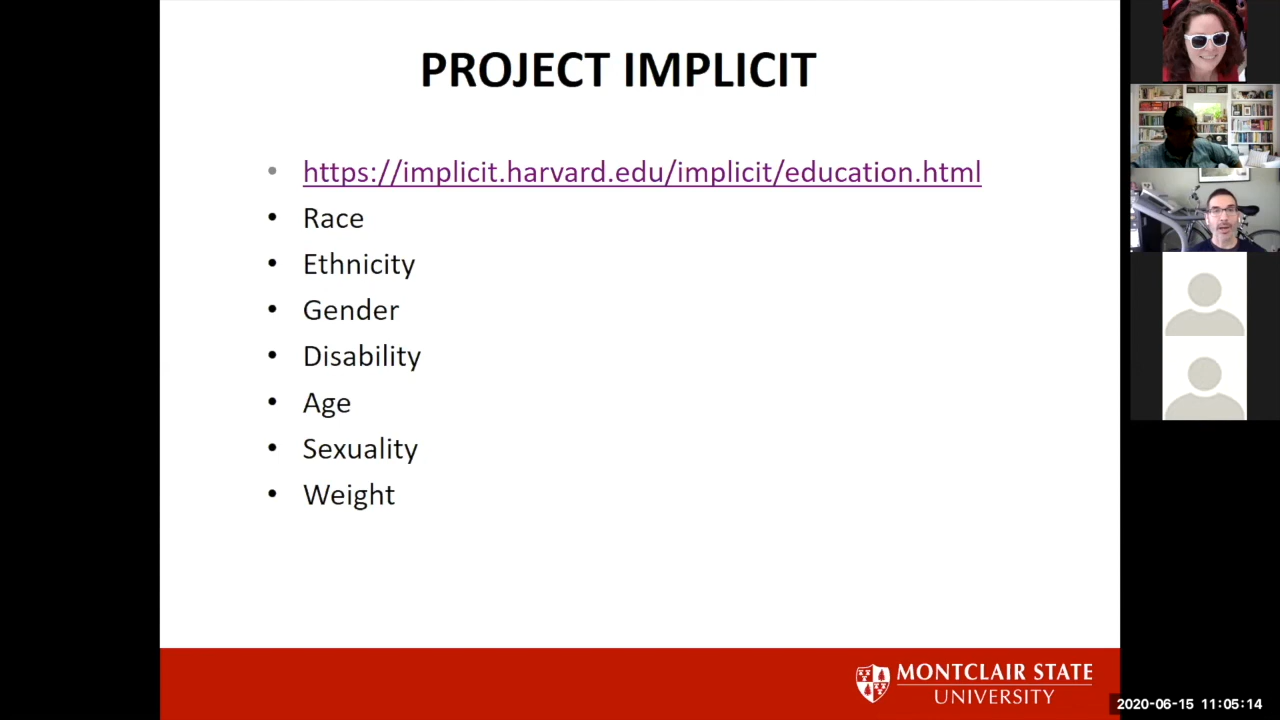 PROJECT IMPLICIT
• https://implicit.harvard.edu/implicit/education.html
• Race
• Ethnicity
• Gender
• Disability
• Age
• Sexuality
• Weight
MONTCLAIR STATE
UNIVERSITY
2020-06-15 11:05:14